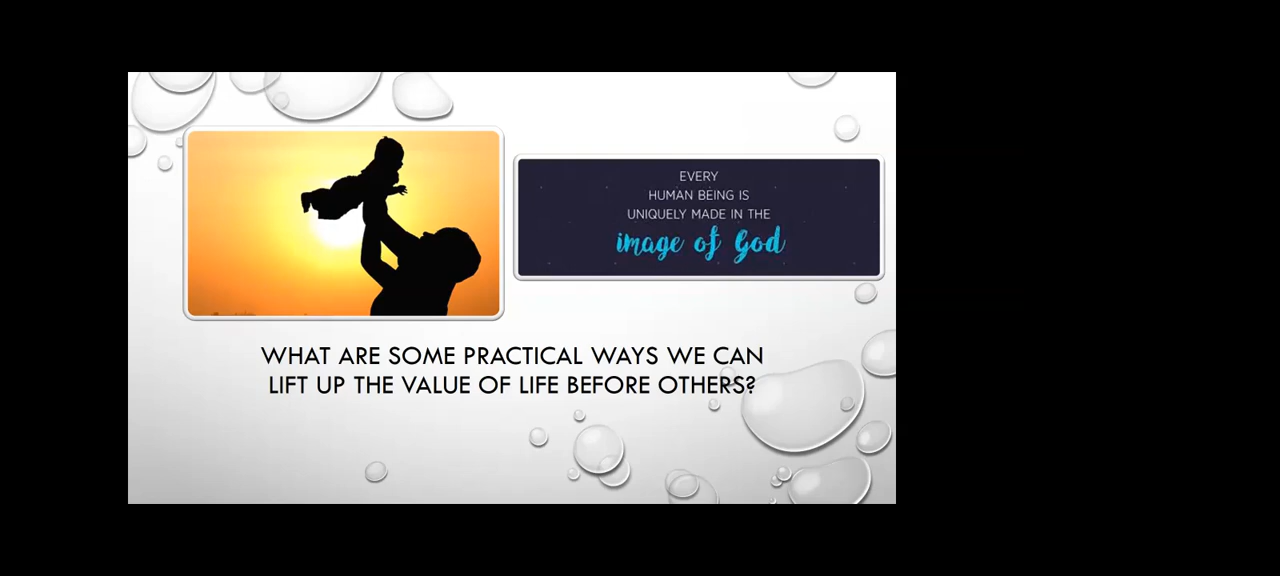 EVERY
HUMAN BEING IS
UNIQUELY MADE IN THE
image of God
WHAT ARE SOME PRACTICAL WAYS WE CAN
LIFT UP THE VALUE OF LIFE BEFORE OTHERS?